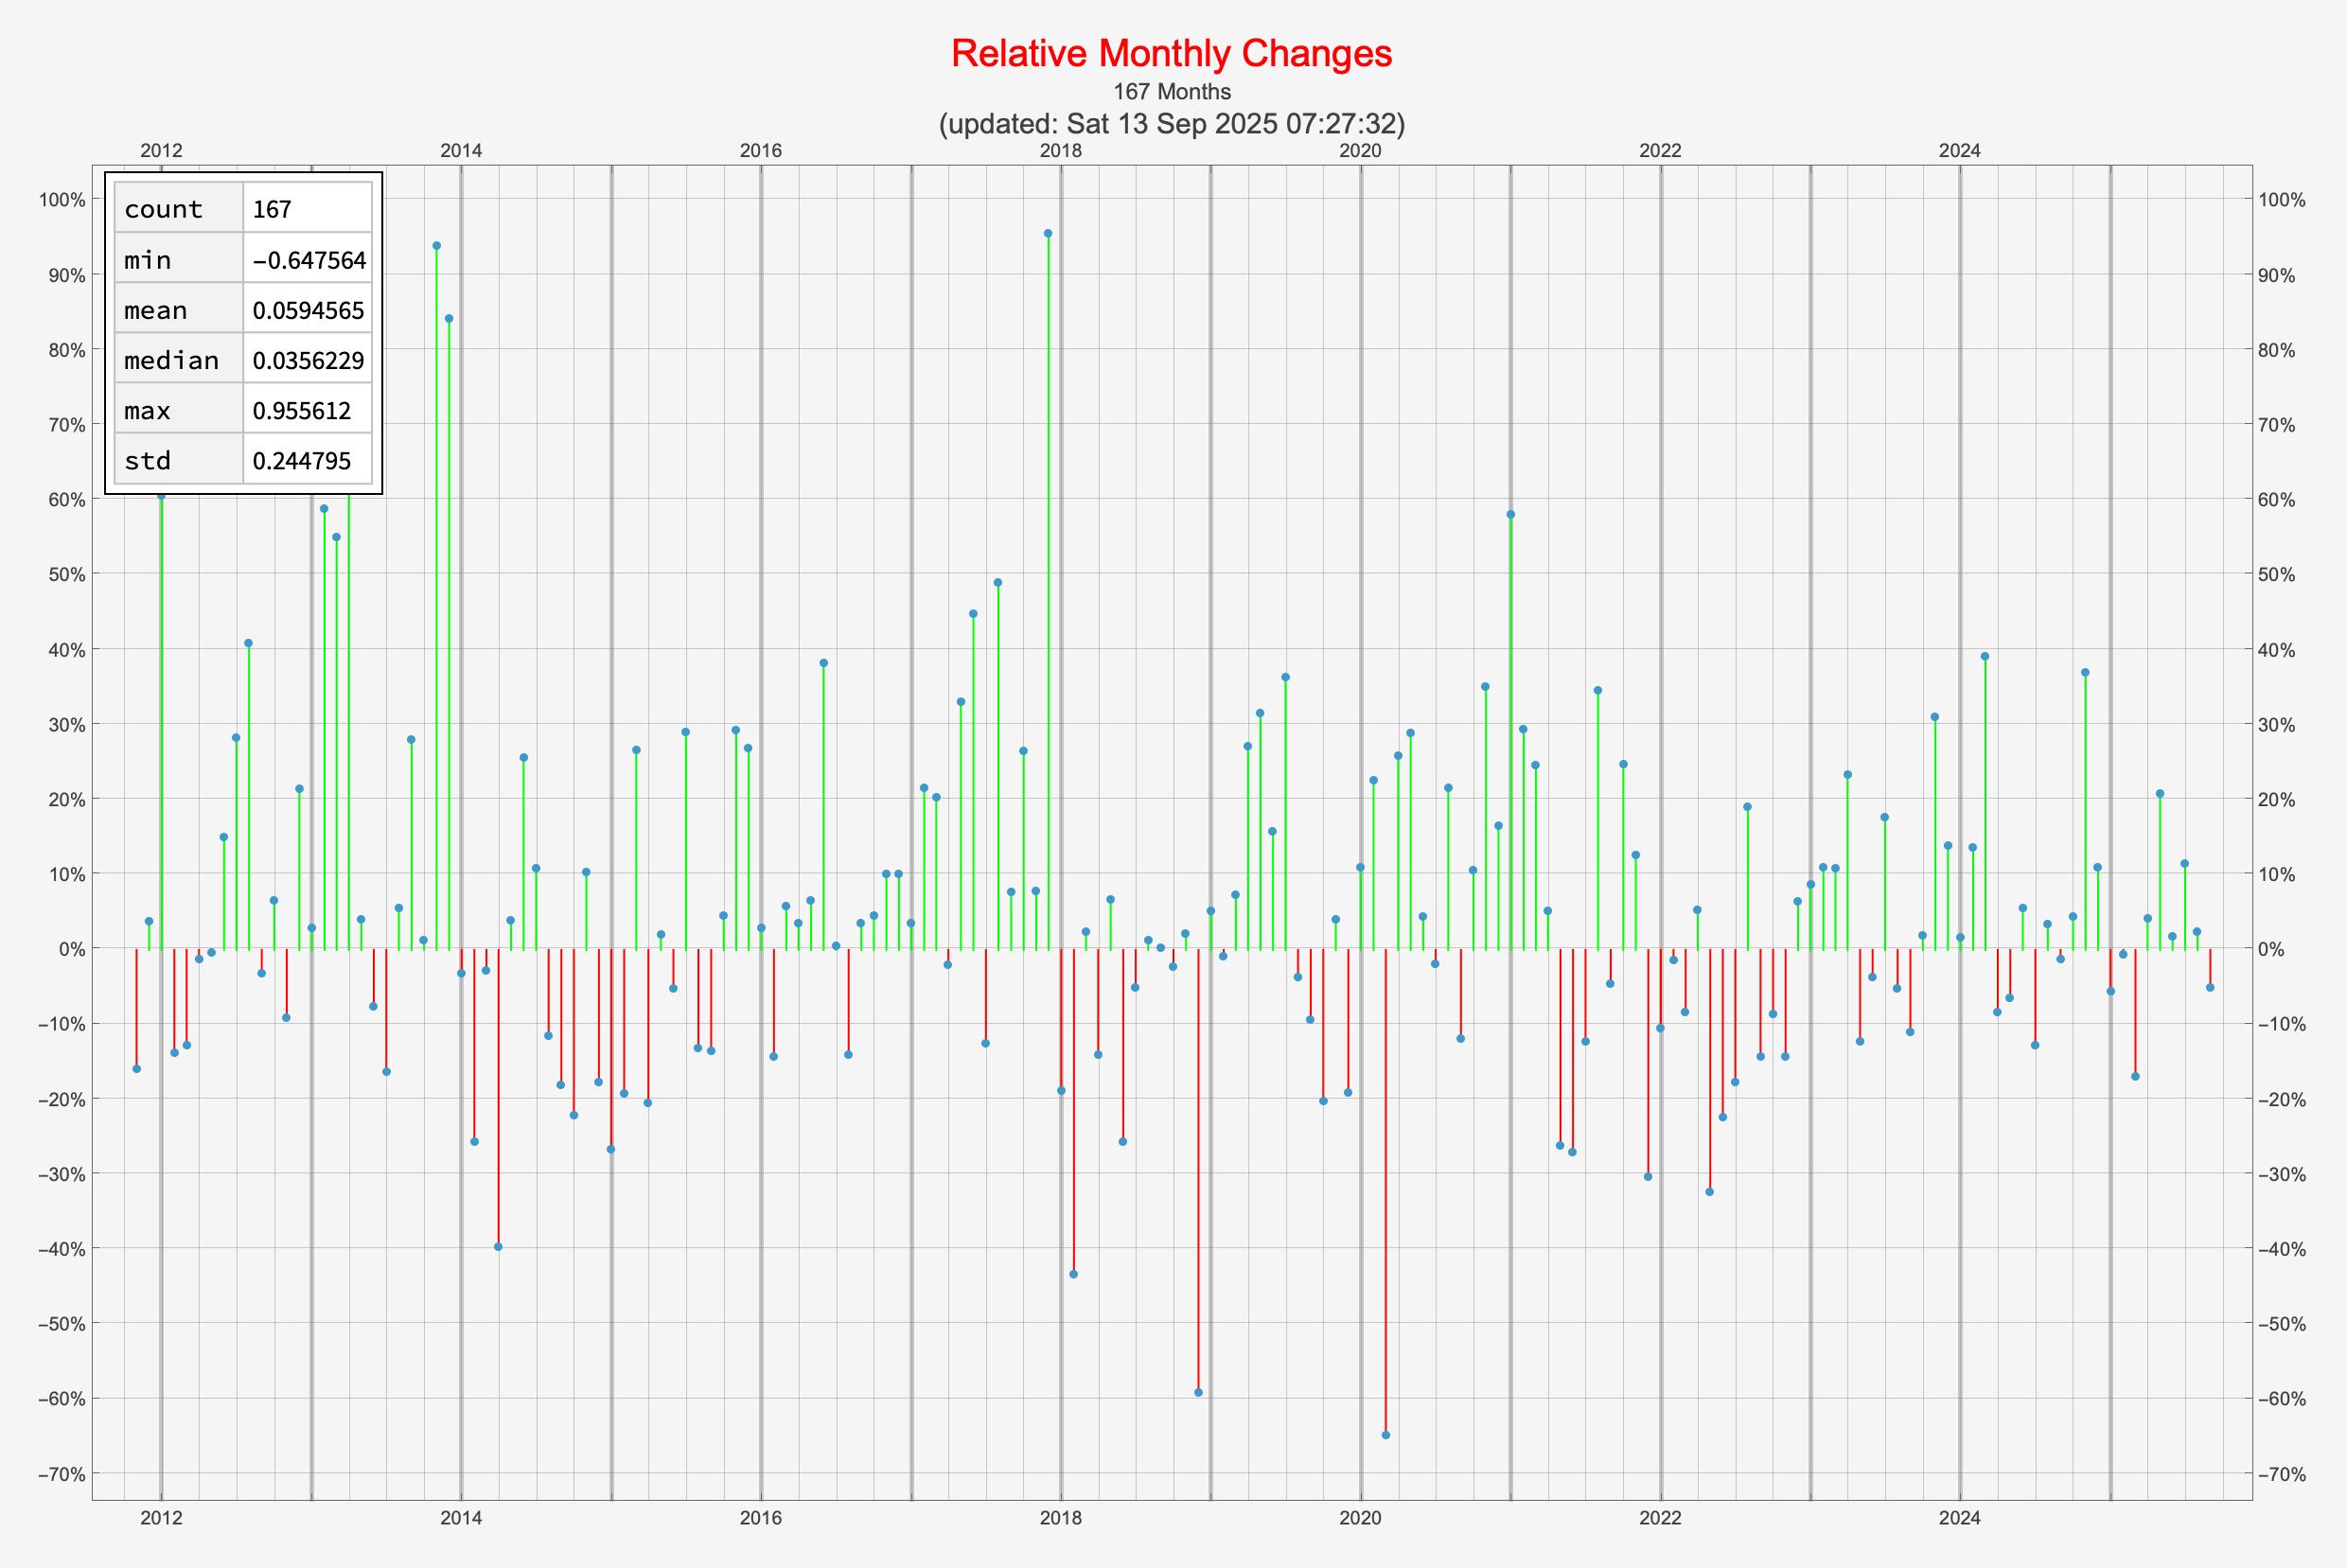 Relative Monthly Changes
167 Months
(updated: Sat 13 Sep 2025 07:27:32)
2012 2014 2016 2018 2020 2022 2024
count 167
min −0.647564
mean 0.0594565
median 0.0356229
max 0.955612
std 0.244795
100% 100%
90% 90%
80% 80%
70% 70%
60% 60%
50% 50%
40% 40%
30% 30%
20% 20%
10% 10%
0% 0%
−10% −10%
−20% −20%
−30% −30%
−40% −40%
−50% −50%
−60% −60%
−70% −70%
2012 2014 2016 2018 2020 2022 2024